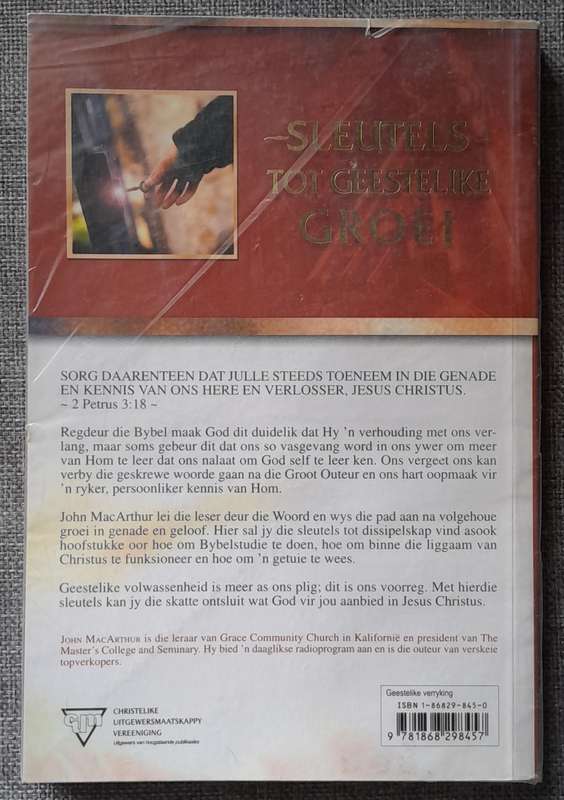 SLEUTELS
TOT GEESTELIKE
GROEI
SORG DAARENTEEN DAT JULLE STEEDS TOENEEM IN DIE GENADE
EN KENNIS VAN ONS HERE EN VERLOSSER, JESUS CHRISTUS.
~ 2 Petrus 3:18 ~
Regdeur die Bybel maak God dit duidelik dat Hy 'n verhouding met ons ver-
lang, maar soms gebeur dit dat ons so vasgevang word in ons ywer om meer
van Hom te leer dat ons nalaat om God self te leer ken. Ons vergeet ons kan
verby die geskrewe woorde gaan na die Groot Outeur en ons hart oopmaak vir
'n ryker, persoonliker kennis van Hom.
John MacArthur lei die leser deur die Woord en wys die pad aan na volgehoue
groei in genade en geloof. Hier sal jy die sleutels tot dissipelskap vind asook
hoofstukke oor hoe om Bybelstudie te doen, hoe om binne die liggaam van
Christus te funksioneer en hoe om 'n getuie te wees.
Geestelike volwassenheid is meer as ons plig; dit is ons voorreg. Met hierdie
sleutels kan jy die skatte ontsluit wat God vir jou aanbied in Jesus Christus.
JOHN MACARTHUR is die leraar van Grace Community Church in Kalifornië en president van The
Master's College and Seminary. Hy bied 'n daaglikse radioprogram aan en is die outeur van verskeie
topverkopers.
CUM
CHRISTELIKE
UITGEWERSMAATSKAPPY
VERENIGING
Uitgewers van hoogstaande publikasies
Geestelike verryking
ISBN 1-86829-845-0
9 781868 298457